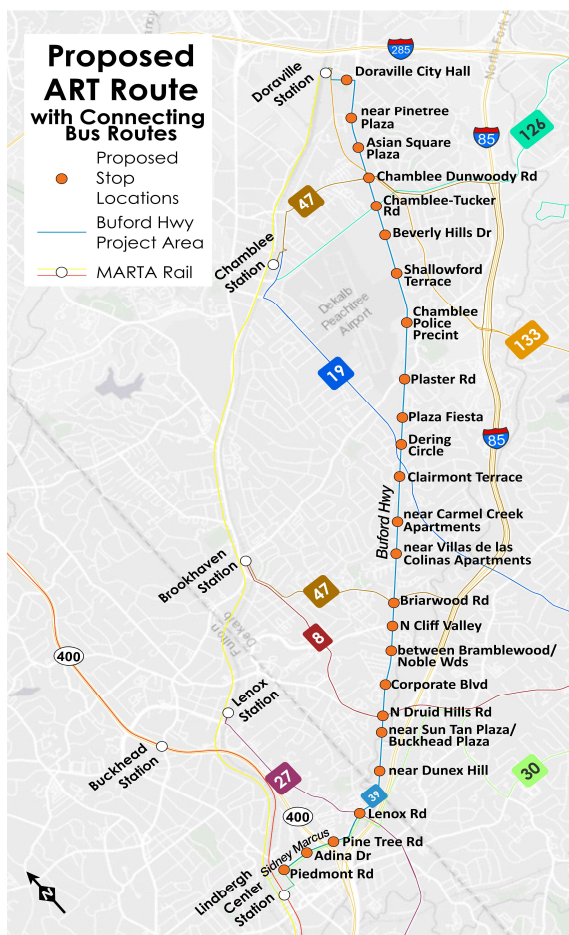 Proposed
ART Route
with Connecting
Bus Routes
Proposed
Stop
Locations
Buford Hwy
Project Area
MARTA Rail
285
North Fork
Doraville
Station
Doraville City Hall
near Pinetree
Plaza
126
85
Asian Square
Plaza
Chamblee Dunwoody Rd
47
Chamblee-Tucker
Rd
Beverly Hills Dr
Chamblee
Station
Shallowford
Terrace
Dekalb
Peachtree
Airport
Chamblee
Police
Precint
133
19
Plaster Rd
Plaza Fiesta
85
Dering
Circle
Clairmont Terrace
Buford Hwy
near Carmel Creek
Apartments
near Villas de las
Colinas Apartments
Brookhaven
Station
47
Briarwood Rd
Fulton
Dekalb
8
N Cliff Valley
400
between Bramblewood/
Noble Wds
Corporate Blvd
Lenox
Station
N Druid Hills Rd
near Sun Tan Plaza/
Buckhead Plaza
Buckhead
Station
27
near Dunex Hill
30
39
400
Lenox Rd
Sidney Marcus
Pine Tree Rd
Adina Dr
Piedmont Rd
Lindbergh
Center
Station
N